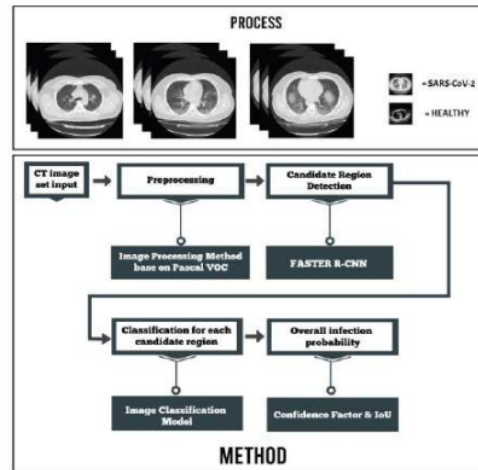 PROCESS
= SARS-CoV-2
= HEALTHY
CT image
set input
Preprocessing
Candidate Region
Detection
Image Processing Method
base on Pascal VOC
FASTER R-CNN
Classification for each
candidate region
Overall infection
probability
Image Classification
Model
Confidence Factor & IoU
METHOD